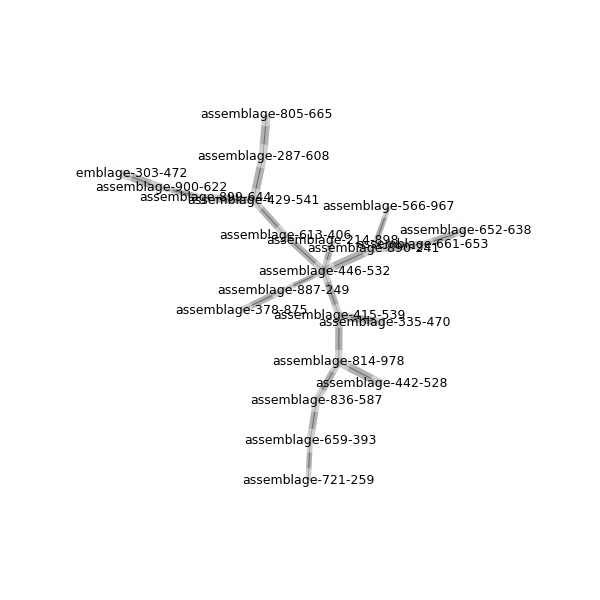 assemblage-805-665
assemblage-287-608
emblage-303-472
assemblage-900-622
assemblage-899-644
assemblage-429-541
assemblage-566-967
assemblage-652-638
assemblage-613-406
assemblage-214-898
assemblage-661-653
assemblage-890-241
assemblage-446-532
assemblage-887-249
assemblage-378-875
assemblage-415-539
assemblage-335-470
assemblage-814-978
assemblage-442-528
assemblage-836-587
assemblage-659-393
assemblage-721-259